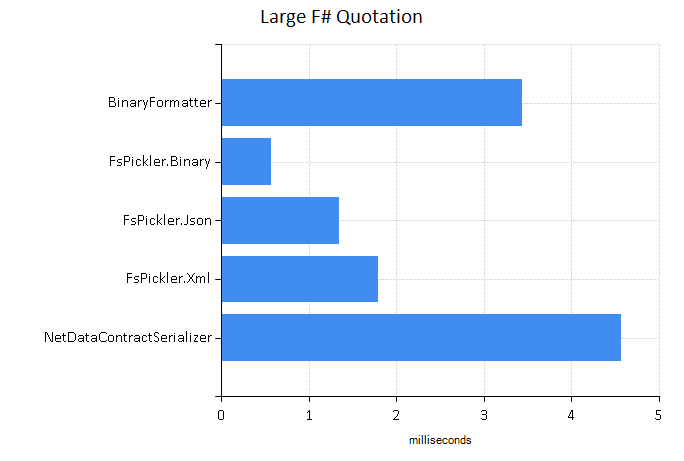 Large F# Quotation
BinaryFormatter
FsPickler.Binary
FsPickler.Json
FsPickler.Xml
NetDataContractSerializer
0 1 2 3 4 5
milliseconds